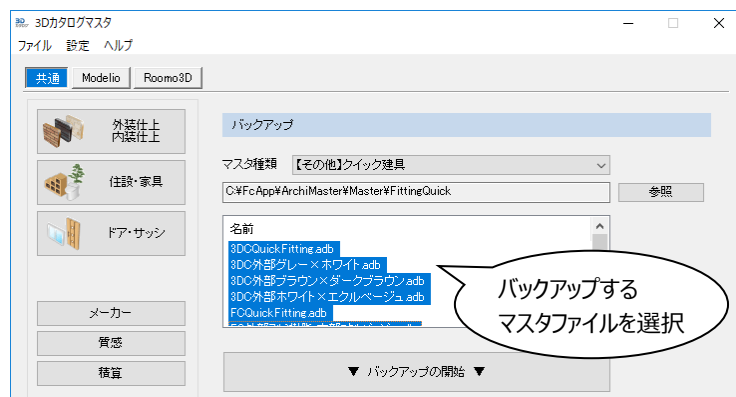 3Dカタログマスタ
ファイル 設定 ヘルプ
共通 Modelio Roomo3D
外装仕上
内装仕上
住設・家具
ドア・サッシ
メーカー
質感
積算
バックアップ
マスタ種類 【その他】クイック建具
C:¥FcApp¥ArchiMaster¥Master¥FittingQuick 参照
名前
3DCQuickFitting.adb
3DC外部グレー×ホワイト.adb
3DC外部ブラウン×ダークブラウン.adb
3DC外部ホワイト×エクルベージュ.adb
FCQuickFitting.adb
バックアップする
マスタファイルを選択
▼ バックアップの開始 ▼